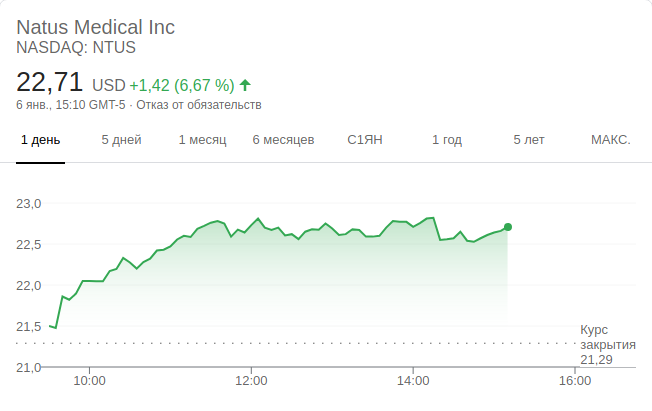 Natus Medical Inc
NASDAQ: NTUS
22,71 USD +1,42 (6,67 %)
6 янв., 15:10 GMT-5 · Отказ от обязательств
1 день 5 дней 1 месяц 6 месяцев С1ЯН 1 год 5 лет МАКС.
23,0
22,5
22,0
21,5
Курс
закрытия
21,29
21,0
10:00 12:00 14:00 16:00